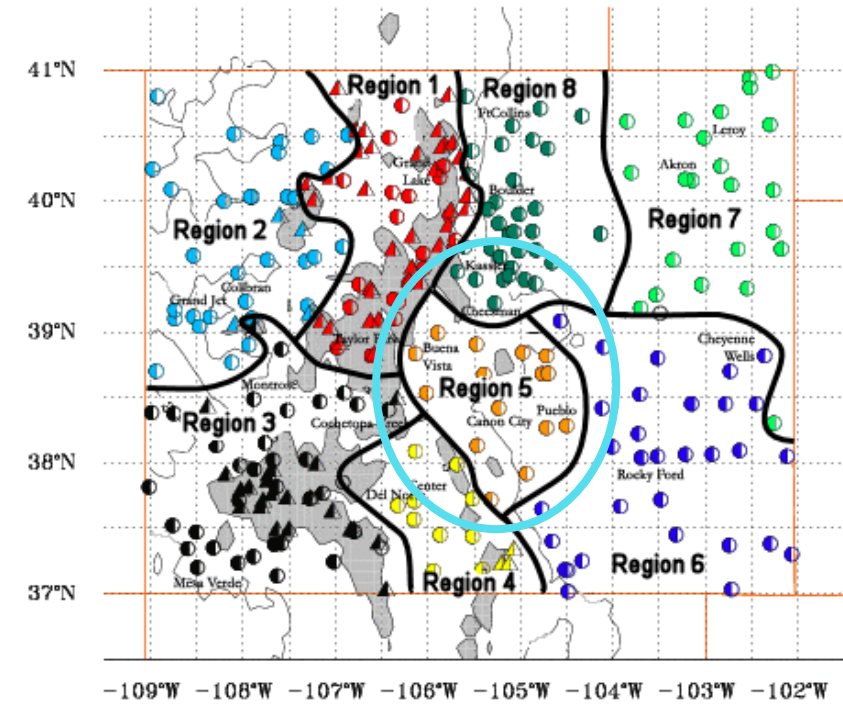 41°N
Region 1
Region 8
FtCollins
Leroy
Grand
Lake
Akron
Boulder
40°N
Region 2
Region 7
Kassler
Collbran
Grand Jct
Cheesman
39°N
Taylor Park
Cheyenne
Wells
Buena
Vista
Montrose
Region 5
Region 3
Pueblo
Cochetopa Creek
Canon City
38°N
Rocky Ford
Center
Del Norte
Region 6
Mesa Verde
Region 4
37°N
-109°W -108°W -107°W -106°W -105°W -104°W -103°W -102°W